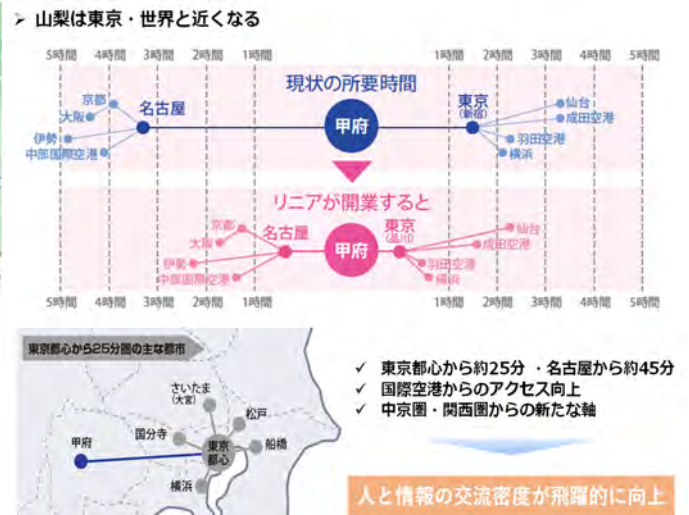 ➢ 山梨は東京・世界と近くなる
5時間 4時間 3時間 2時間 1時間 1時間 2時間 3時間 4時間 5時間
現状の所要時間
京都
大阪
名古屋
伊勢
中部国際空港
甲府
東京
(新宿)
仙台
成田空港
羽田空港
横浜
リニアが開業すると
京都
大阪
名古屋
伊勢
中部国際空港
甲府
東京
(品川)
仙台
成田空港
羽田空港
横浜
5時間 4時間 3時間 2時間 1時間 1時間 2時間 3時間 4時間 5時間
東京都心から25分圏の主な都市
さいたま
(大宮)
松戸
国分寺
甲府
東京
都心
船橋
横浜
✓ 東京都心から約25分・名古屋から約45分
✓ 国際空港からのアクセス向上
✓ 中京圏・関西圏からの新たな軸
人と情報の交流密度が飛躍的に向上